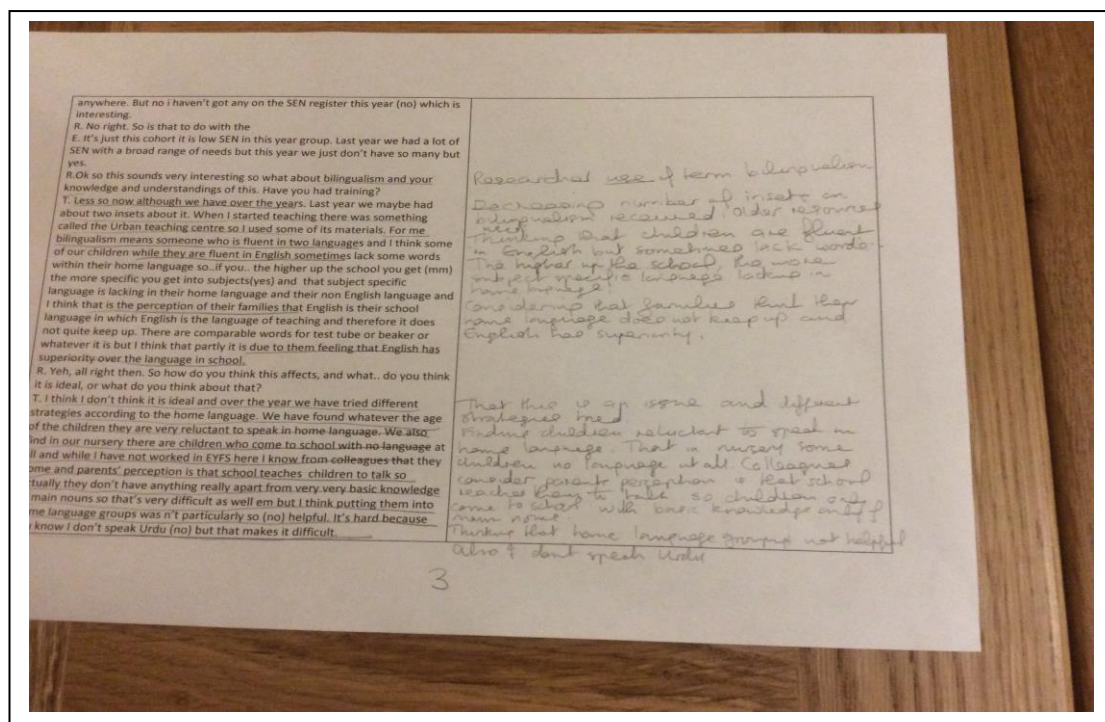 anywhere. But no i haven't got any on the SEN register this year (no) which is
interesting.
R. No right. So is that to do with the
E. It's just this cohort it is low SEN in this year group. Last year we had a lot of
SEN with a broad range of needs but this year we just don't have so many but
yes.
R.Ok so this sounds very interesting so what about bilingualism and your
knowledge and understandings of this. Have you had training?
T. Less so now although we have over the years. Last year we maybe had
about two insets about it. When I started teaching there was something
called the Urban teaching centre so I used some of its materials. For me
bilingualism means someone who is fluent in two languages and I think some
of our children while they are fluent in English sometimes lack some words
within their home language so..if you.. the higher up the school you get (mm)
the more specific you get into subjects(yes) and that subject specific
language is lacking in their home language and their non English language and
I think that is the perception of their families that English is their school
language in which English is the language of teaching and therefore it does
not quite keep up. There are comparable words for test tube or beaker or
whatever it is but I think that partly it is due to them feeling that English has
superiority over the language in school.
R. Yeh, all right then. So how do you think this affects, and what.. do you think
it is ideal, or what do you think about that?
T. I think I don't think it is ideal and over the year we have tried different
strategies according to the home language. We have found whatever the age
of the children they are very reluctant to speak in home language. We also
find in our nursery there are children who come to school with no language at
ll and while I have not worked in EYFS here I know from colleagues that they
ome and parents' perception is that school teaches children to talk so
tually they don't have anything really apart from very very basic knowledge
main nouns so that's very difficult as well em but I think putting them into
me language groups was n't particularly so (no) helpful. It's hard because
know I don't speak Urdu (no) but that makes it difficult.
Researcher use of term bilingualism
Decreasing number of insets on
bilingualism received. Older resources
used
Thinking that children are fluent
in English but sometimes lack words.
The higher up the school, the more
subject specific language lacking in
home language.
Considering that families think their
home language does not keep up and
English has superiority.
That this is an issue and different
strategies tried
Finding children reluctant to speak in
home language. That in nursery some
children no language at all. Colleagues
consider parents perception is that school
teaches them to talk so children only
come to school with basic knowledge only of
main nouns.
Thinking that home language groups not helpful
Also I dont speak Urdu
3